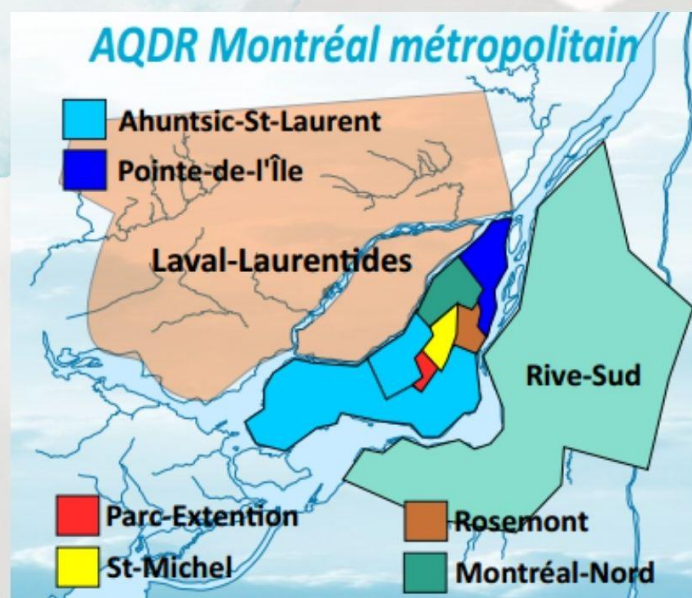 AQDR Montréal métropolitain
Ahuntsic-St-Laurent
Pointe-de-l'Île
Laval-Laurentides
Rive-Sud
Parc-Extention
Rosemont
St-Michel
Montréal-Nord